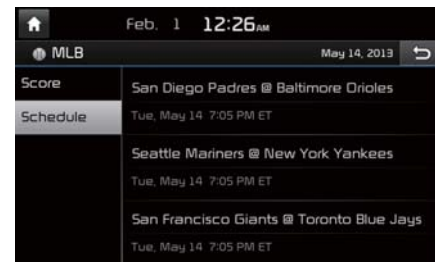 Feb. 1 12:26AM
MLB May 14, 2013
Score
San Diego Padres @ Baltimore Orioles
Schedule
Tue, May 14 7:05 PM ET
Seattle Mariners @ New York Yankees
Tue, May 14 7:05 PM ET
San Francisco Giants @ Toronto Blue Jays
Tue, May 14 7:05 PM ET